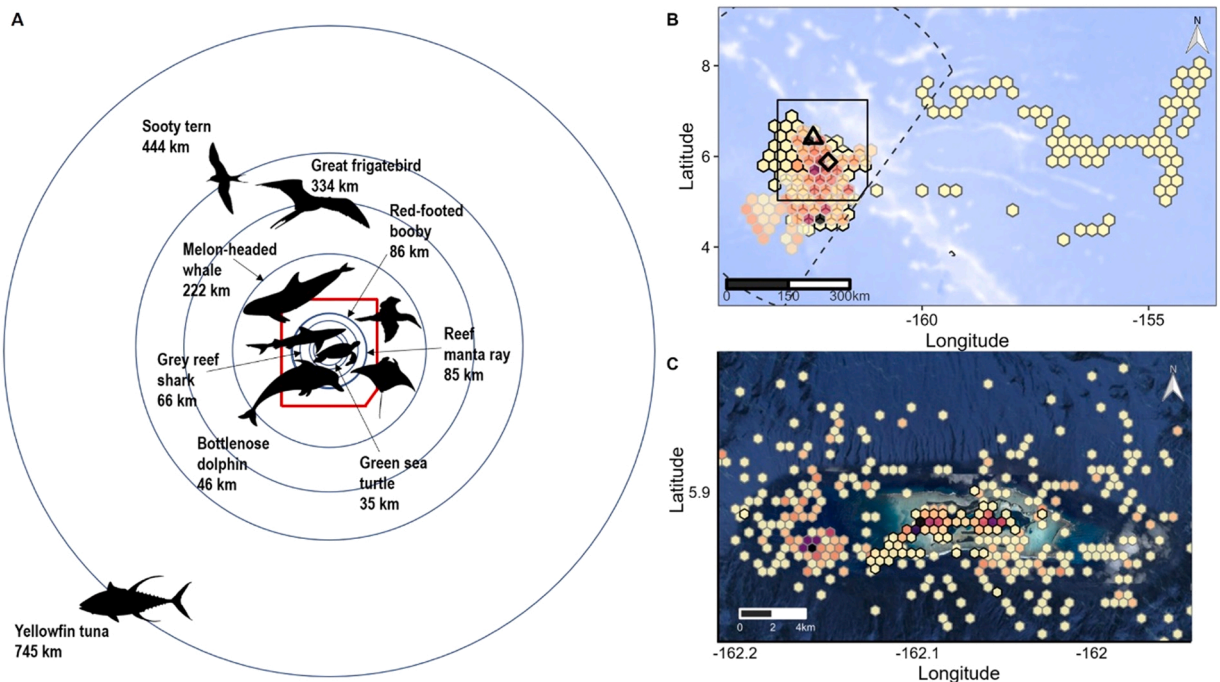 A
Sooty tern
444 km
Great frigatebird
334 km
Red-footed
booby
86 km
Melon-headed
whale
222 km
Grey reef
shark
66 km
Reef
manta ray
85 km
Bottlenose
dolphin
46 km
Green sea
turtle
35 km
Yellowfin tuna
745 km
B
N
Latitude
8
6
4
0 150 300km
-160 -155
Longitude
C
N
Latitude
5.9
0 2 4km
-162.2 -162.1 -162
Longitude